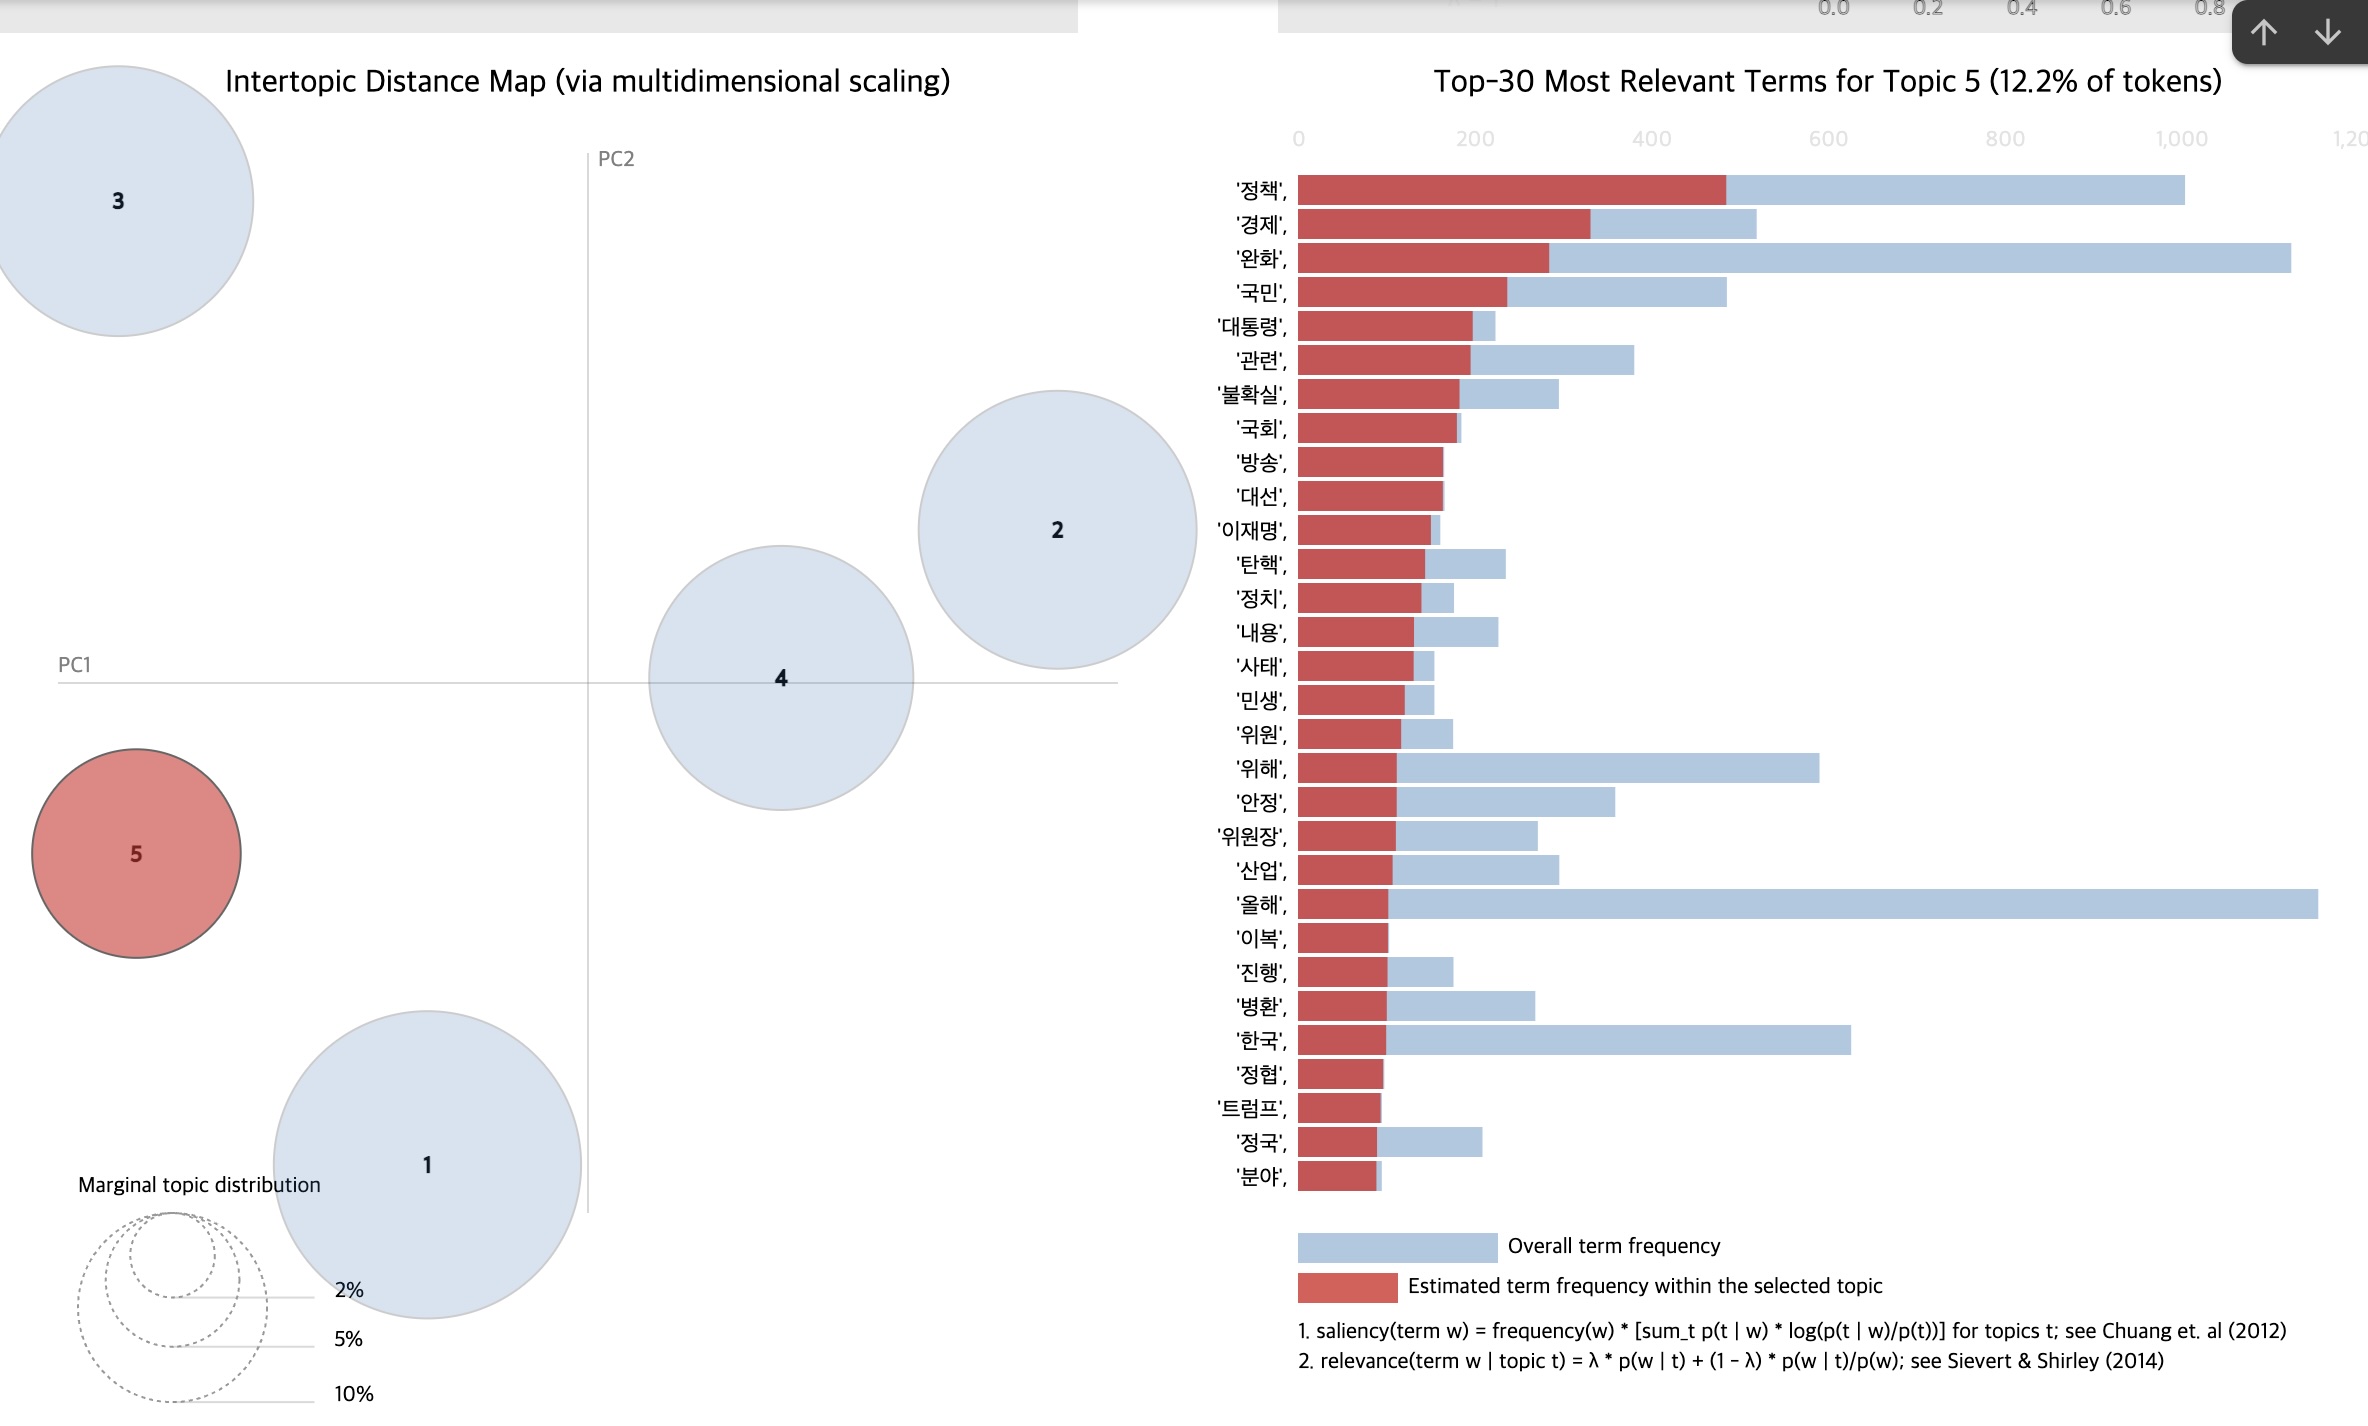 0.0 0.2 0.4 0.6 0.8
Intertopic Distance Map (via multidimensional scaling)
PC2
PC1
3
2
4
5
1
Marginal topic distribution
2%
5%
10%
Top-30 Most Relevant Terms for Topic 5 (12.2% of tokens)
0 200 400 600 800 1,000 1,20
'정책',
'경제',
'완화',
'국민',
'대통령',
'관련',
'불확실',
'국회',
'방송',
'대선',
'이재명',
'탄핵',
'정치',
'내용',
'사태',
'민생',
'위원',
'위해',
'안정',
'위원장',
'산업',
'올해',
'이복',
'진행',
'병환',
'한국',
'정협',
'트럼프',
'정국',
'분야',
Overall term frequency
Estimated term frequency within the selected topic
1. saliency(term w) = frequency(w) * [sum_t p(t | w) * log(p(t | w)/p(t))] for topics t; see Chuang et. al (2012)
2. relevance(term w | topic t) = λ * p(w | t) + (1 - λ) * p(w | t)/p(w); see Sievert & Shirley (2014)